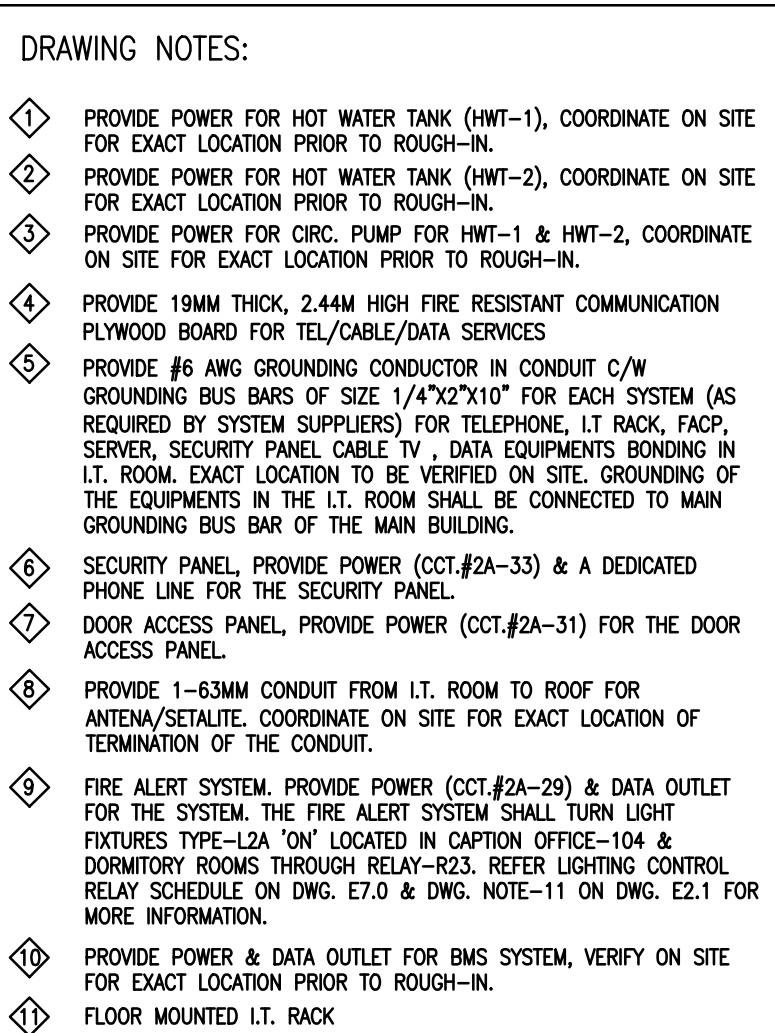 DRAWING NOTES:
1 PROVIDE POWER FOR HOT WATER TANK (HWT-1), COORDINATE ON SITE
FOR EXACT LOCATION PRIOR TO ROUGH-IN.
2 PROVIDE POWER FOR HOT WATER TANK (HWT-2), COORDINATE ON SITE
FOR EXACT LOCATION PRIOR TO ROUGH-IN.
3 PROVIDE POWER FOR CIRC. PUMP FOR HWT-1 & HWT-2, COORDINATE
ON SITE FOR EXACT LOCATION PRIOR TO ROUGH-IN.
4 PROVIDE 19MM THICK, 2.44M HIGH FIRE RESISTANT COMMUNICATION
PLYWOOD BOARD FOR TEL/CABLE/DATA SERVICES
5 PROVIDE #6 AWG GROUNDING CONDUCTOR IN CONDUIT C/W
GROUNDING BUS BARS OF SIZE 1/4"X2"X10" FOR EACH SYSTEM (AS
REQUIRED BY SYSTEM SUPPLIERS) FOR TELEPHONE, I.T RACK, FACP,
SERVER, SECURITY PANEL CABLE TV , DATA EQUIPMENTS BONDING IN
I.T. ROOM. EXACT LOCATION TO BE VERIFIED ON SITE. GROUNDING OF
THE EQUIPMENTS IN THE I.T. ROOM SHALL BE CONNECTED TO MAIN
GROUNDING BUS BAR OF THE MAIN BUILDING.
6 SECURITY PANEL, PROVIDE POWER (CCT.#2A-33) & A DEDICATED
PHONE LINE FOR THE SECURITY PANEL.
7 DOOR ACCESS PANEL, PROVIDE POWER (CCT.#2A-31) FOR THE DOOR
ACCESS PANEL.
8 PROVIDE 1-63MM CONDUIT FROM I.T. ROOM TO ROOF FOR
ANTENA/SETALITE. COORDINATE ON SITE FOR EXACT LOCATION OF
TERMINATION OF THE CONDUIT.
9 FIRE ALERT SYSTEM. PROVIDE POWER (CCT.#2A-29) & DATA OUTLET
FOR THE SYSTEM. THE FIRE ALERT SYSTEM SHALL TURN LIGHT
FIXTURES TYPE-L2A 'ON' LOCATED IN CAPTION OFFICE-104 &
DORMITORY ROOMS THROUGH RELAY-R23. REFER LIGHTING CONTROL
RELAY SCHEDULE ON DWG. E7.0 & DWG. NOTE-11 ON DWG. E2.1 FOR
MORE INFORMATION.
10 PROVIDE POWER & DATA OUTLET FOR BMS SYSTEM, VERIFY ON SITE
FOR EXACT LOCATION PRIOR TO ROUGH-IN.
11 FLOOR MOUNTED I.T. RACK